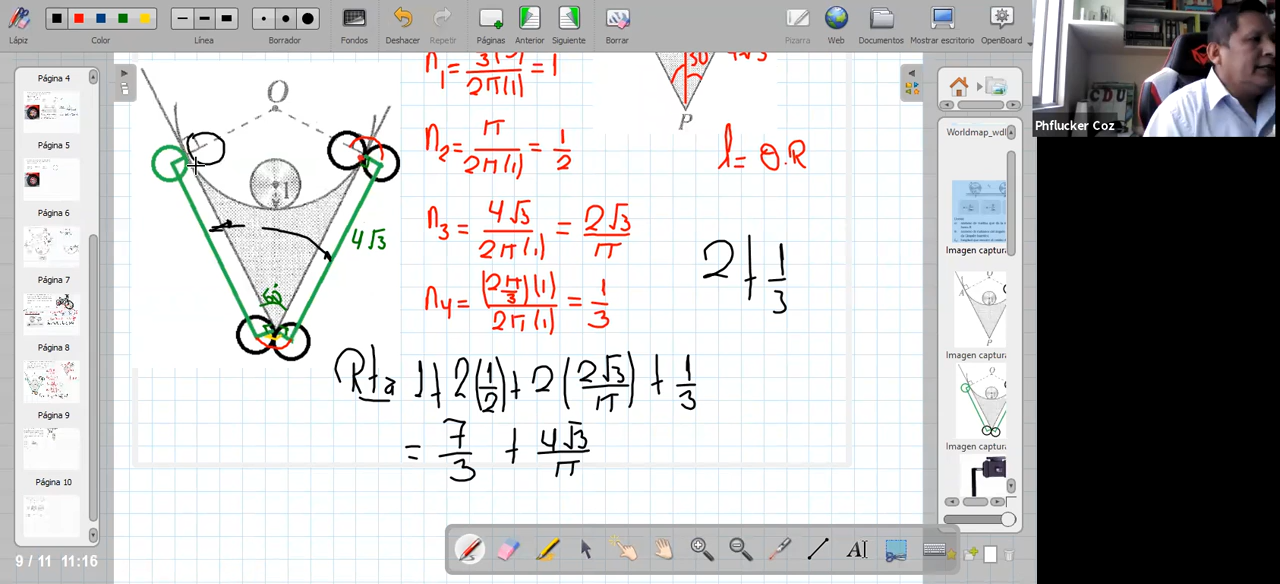 Lápiz
Color
Línea
Borrador
Fondos
Deshacer
Repetir
Páginas
Anterior
Siguiente
Borrar
Pizarra
Web
Documentos
Mostrar escritorio
OpenBoard
Phflucker Coz
Página 4
Página 5
Página 6
Página 7
Página 8
Página 9
Página 10
9 / 11 11:16
O
1
4√3
60°
n₁ = 3(π)/2π(1) = 1
n₂ = π/2π(1) = 1/2
n₃ = 4√3/2π(1) = 2√3/π
n₄ = (2π/3)(1)/2π(1) = 1/3
30
4√3
P
l = θ.R
2 + 1/3
Rta 1 + 2(1/2) + 2(2√3/π) + 1/3
= 7/3 + 4√3/π
Worldmap_wdl
Imagen captura
Imagen captura
Imagen captura